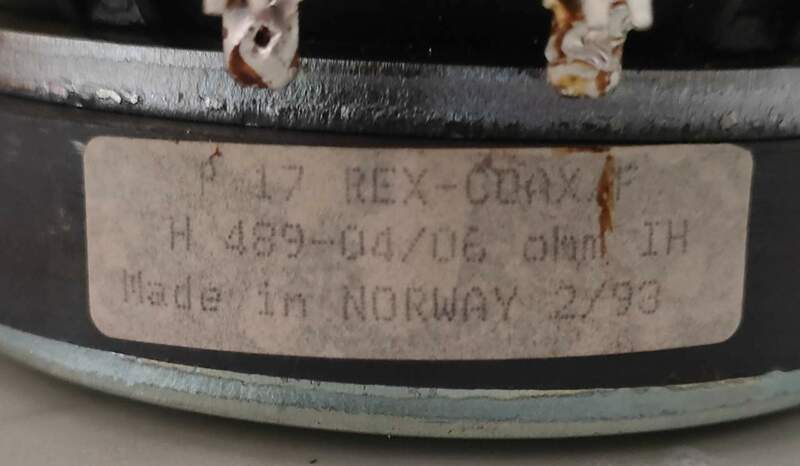 P 17 REX-COAX/F
H 489-04/06 ohm IH
Made in NORWAY 2/93